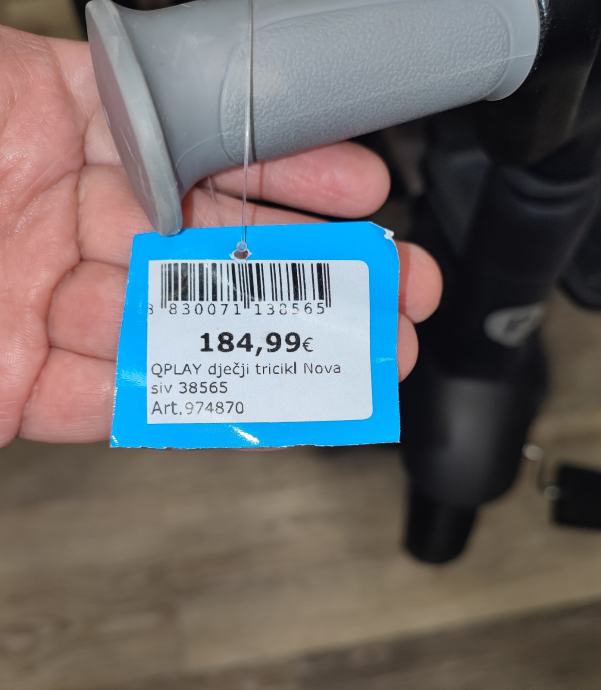 8 830071 138565
184,99€
QPLAY dječji tricikl Nova
siv 38565
Art.974870